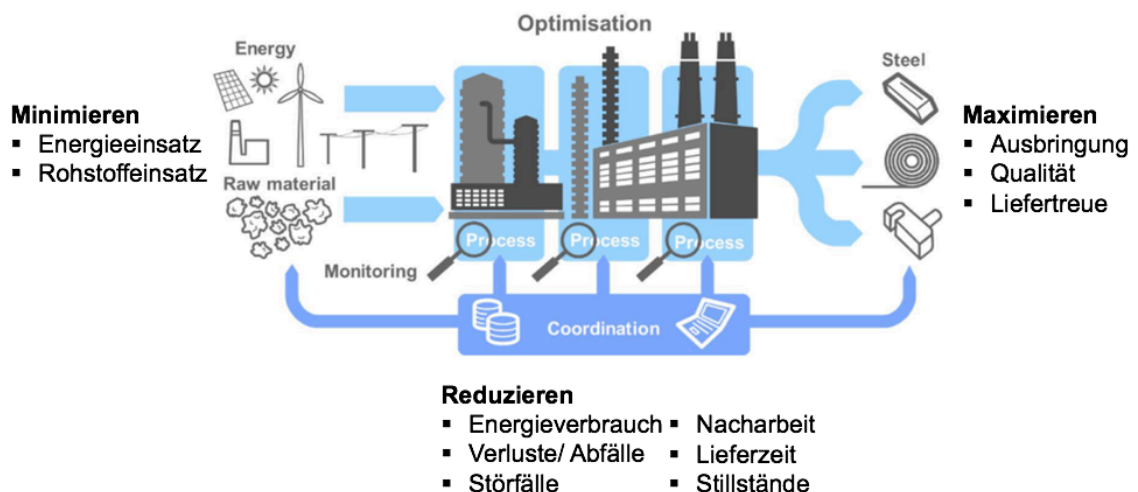 Optimisation
Energy
Steel
Minimieren
▪ Energieeinsatz
▪ Rohstoffeinsatz
Maximieren
▪ Ausbringung
▪ Qualität
▪ Liefertreue
Raw material
Process
Process
Process
Monitoring
Coordination
Reduzieren
▪ Energieverbrauch ▪ Nacharbeit
▪ Verluste/ Abfälle ▪ Lieferzeit
▪ Störfälle ▪ Stillstände